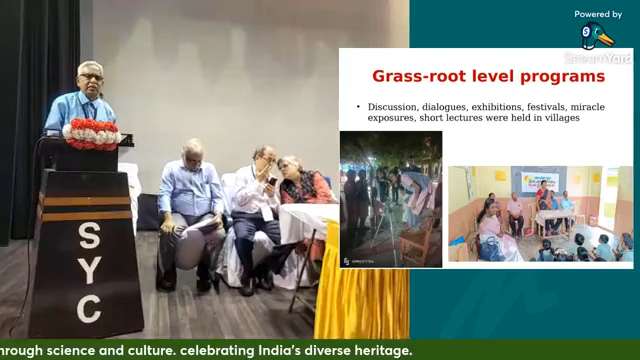 Powered by
StreamYard
Grass-root level programs
• Discussion, dialogues, exhibitions, festivals, miracle
exposures, short lectures were held in villages
SYC
hrough science and culture. celebrating India's diverse heritage.